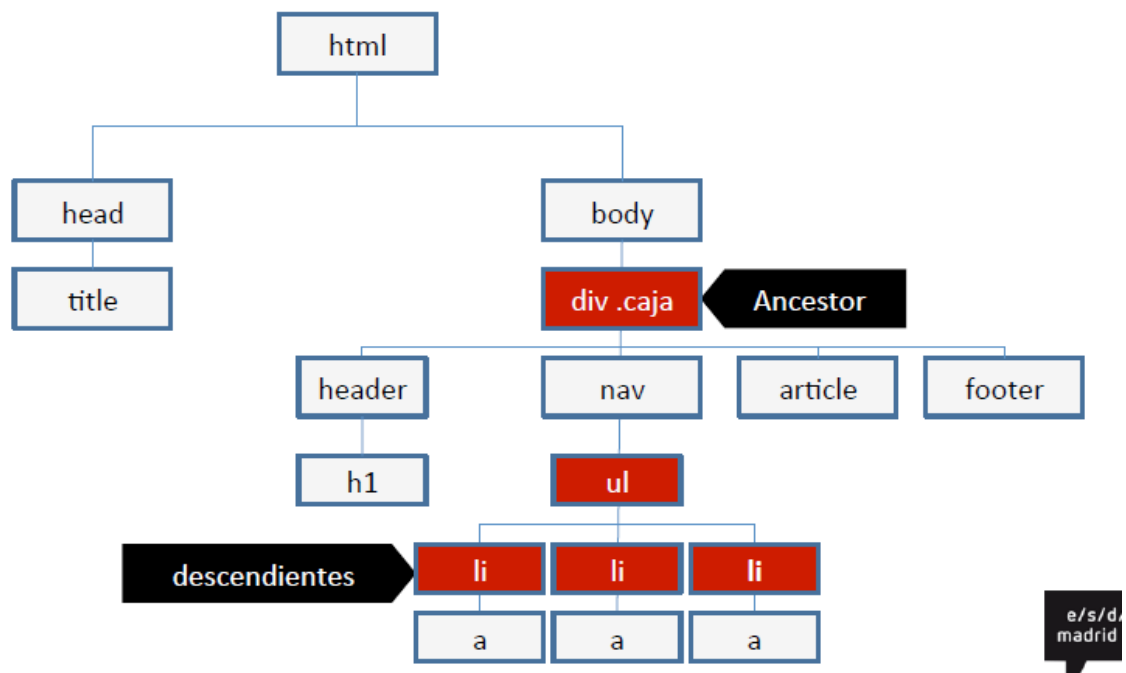 html
head
body
title
div .caja
Ancestor
header
nav
article
footer
h1
ul
descendientes
li
li
li
a
a
a
e/s/d/
madrid